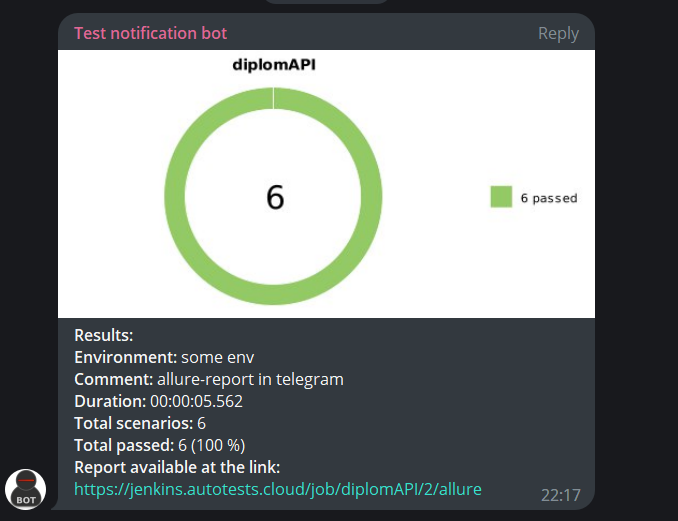 Test notification bot Reply
diplomAPI
6
6 passed
Results:
Environment: some env
Comment: allure-report in telegram
Duration: 00:00:05.562
Total scenarios: 6
Total passed: 6 (100 %)
Report available at the link:
https://jenkins.autotests.cloud/job/diplomAPI/2/allure
22:17
BOT